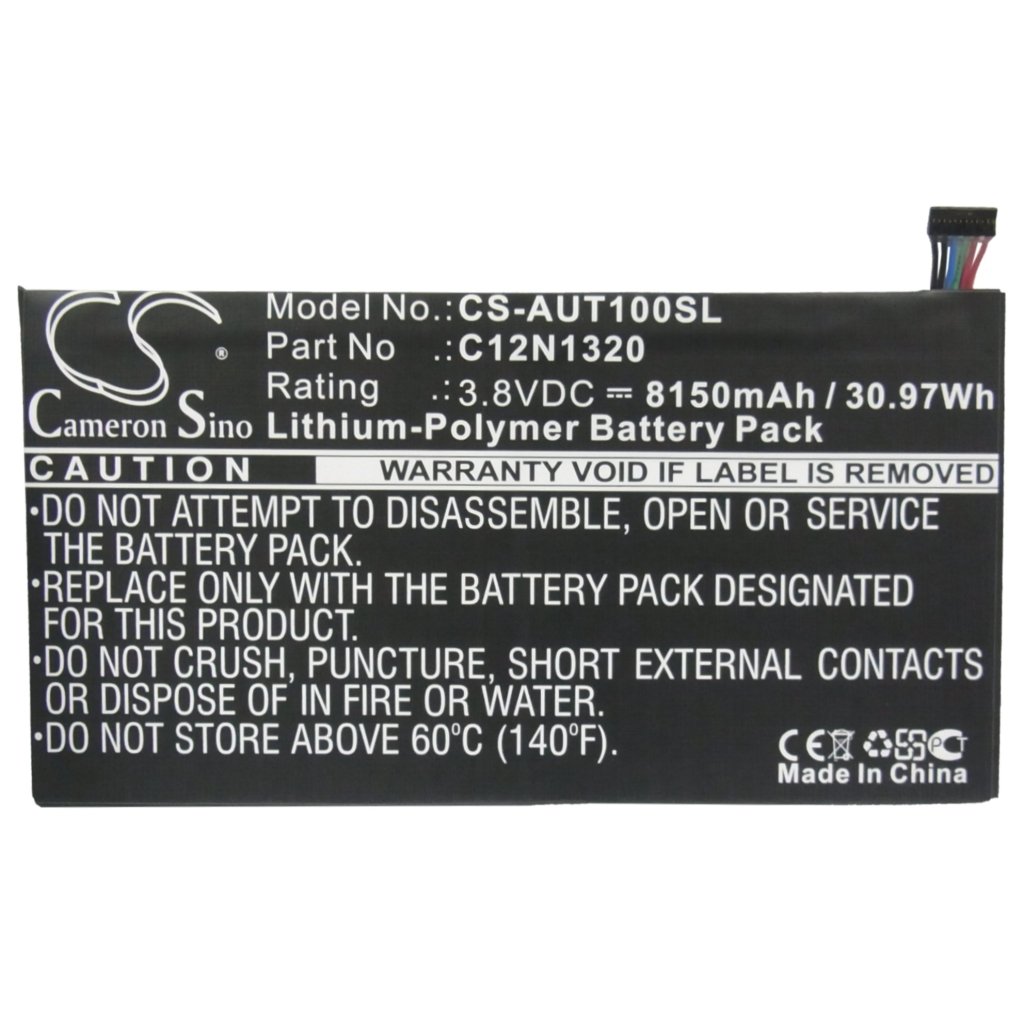 CS
®
Cameron Sino
Model No.: CS-AUT100SL
Part No .: C12N1320
Rating .: 3.8VDC ⎓ 8150mAh / 30.97Wh
Lithium-Polymer Battery Pack
CAUTION WARRANTY VOID IF LABEL IS REMOVED
•DO NOT ATTEMPT TO DISASSEMBLE, OPEN OR SERVICE
THE BATTERY PACK.
•REPLACE ONLY WITH THE BATTERY PACK DESIGNATED
FOR THIS PRODUCT.
•DO NOT CRUSH, PUNCTURE, SHORT EXTERNAL CONTACTS
OR DISPOSE OF IN FIRE OR WATER.
•DO NOT STORE ABOVE 60°C (140°F).
CE PCT
Made In China